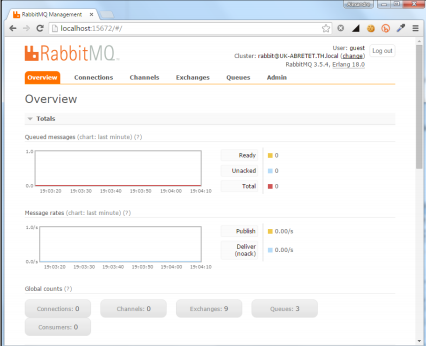 RabbitMQ Management
localhost:15672/#/
RabbitMQ
User: guest
Log out
Cluster: rabbit@UK-ABRETET.TH.local (change)
RabbitMQ 3.5.4, Erlang 18.0
Overview Connections Channels Exchanges Queues Admin
Overview
Totals
Queued messages (chart: last minute) (?)
1.0
0.0
19:03:20 19:03:30 19:03:40 19:03:50 19:04:00 19:04:10
Ready 0
Unacked 0
Total 0
Message rates (chart: last minute) (?)
1.0/s
0.0/s
19:03:20 19:03:30 19:03:40 19:03:50 19:04:00 19:04:10
Publish 0.00/s
Deliver (noack) 0.00/s
Global counts (?)
Connections: 0 Channels: 0 Exchanges: 9 Queues: 3
Consumers: 0